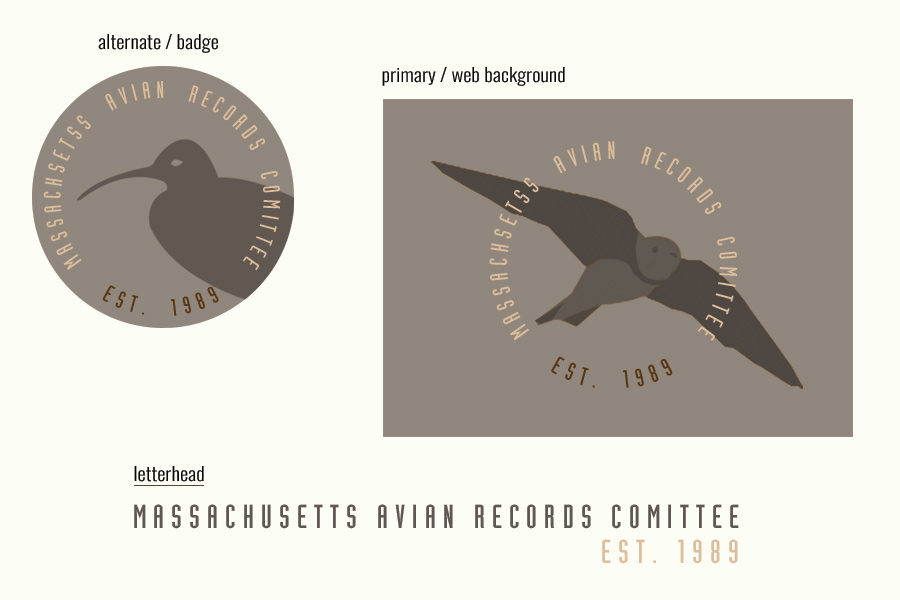 alternate / badge
MASSACHSETSS AVIAN RECORDS COMITTEE
EST. 1989
primary / web background
MASSACHSETSS AVIAN RECORDS COMITTEE
EST. 1989
letterhead
MASSACHUSETTS AVIAN RECORDS COMITTEE
EST. 1989